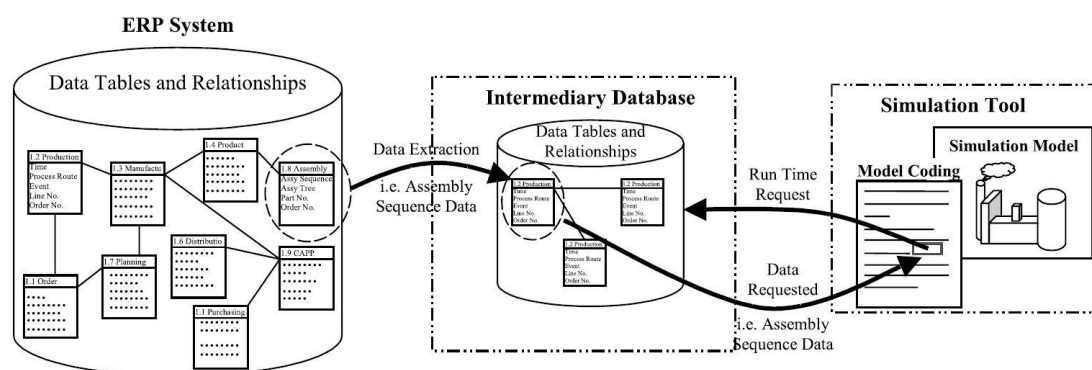 ERP System
Data Tables and Relationships
1.2 Production
Time
Process Route
Event
Line No.
Order No.
1.3 Manufactu
1.4 Product
1.8 Assembly
Assy Sequence
Assy Tree
Part No.
Order No.
1.6 Distributio
1.9 CAPP
1.7 Planning
1.1 Order
1.1 Purchasing
Data Extraction
i.e. Assembly
Sequence Data
Intermediary Database
Data Tables and
Relationships
1.2 Production
Time
Process Route
Event
Line No.
Order No.
1.2 Production
Time
Process Route
Event
Line No.
Order No.
1.2 Production
Time
Process Route
Event
Line No.
Order No.
Run Time
Request
Data
Requested
i.e. Assembly
Sequence Data
Simulation Tool
Simulation Model
Model Coding